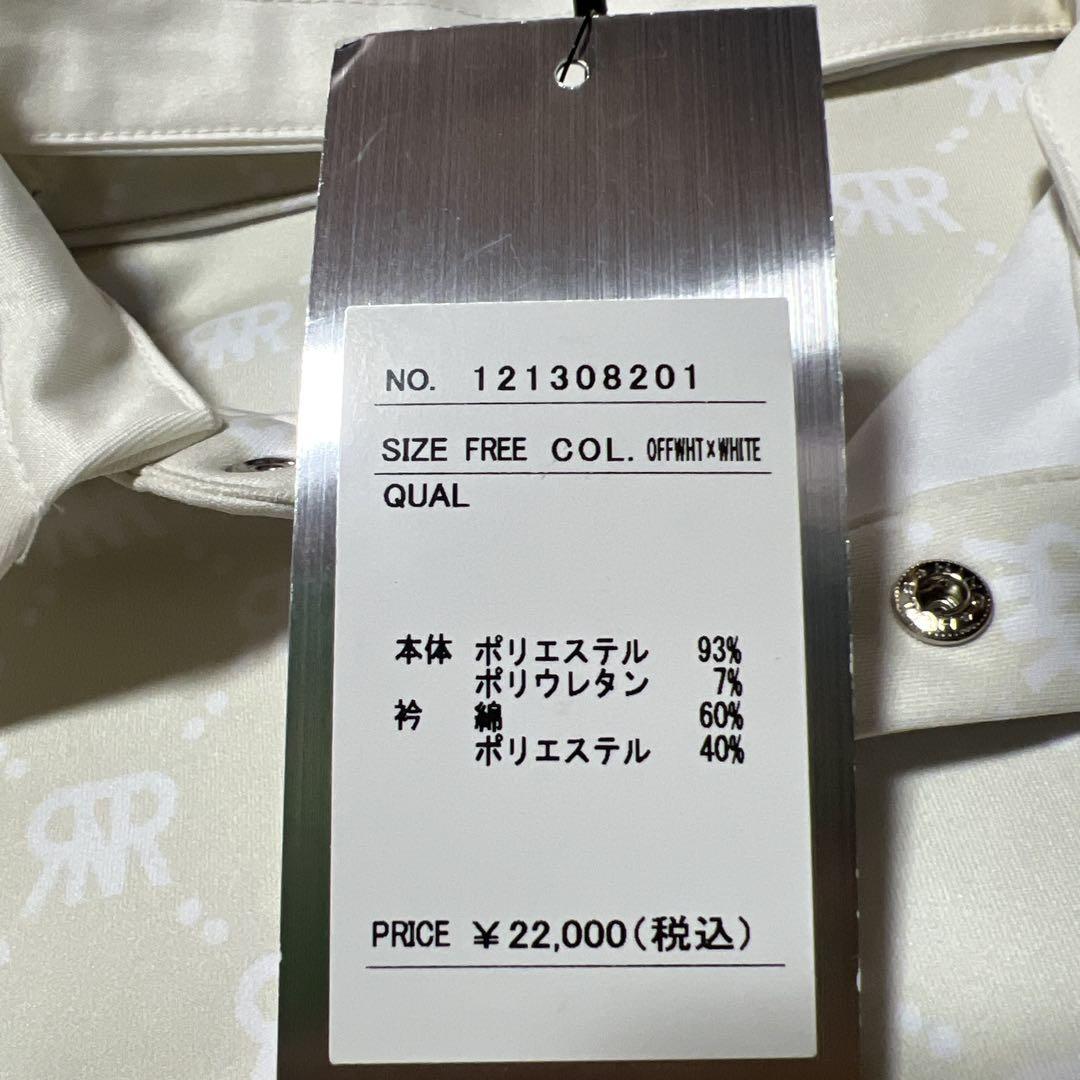 NO. 121308201
SIZE FREE COL. OFFWHT×WHITE
QUAL
本体 ポリエステル 93%
ポリウレタン 7%
衿 綿 60%
ポリエステル 40%
PRICE ¥22,000(税込)